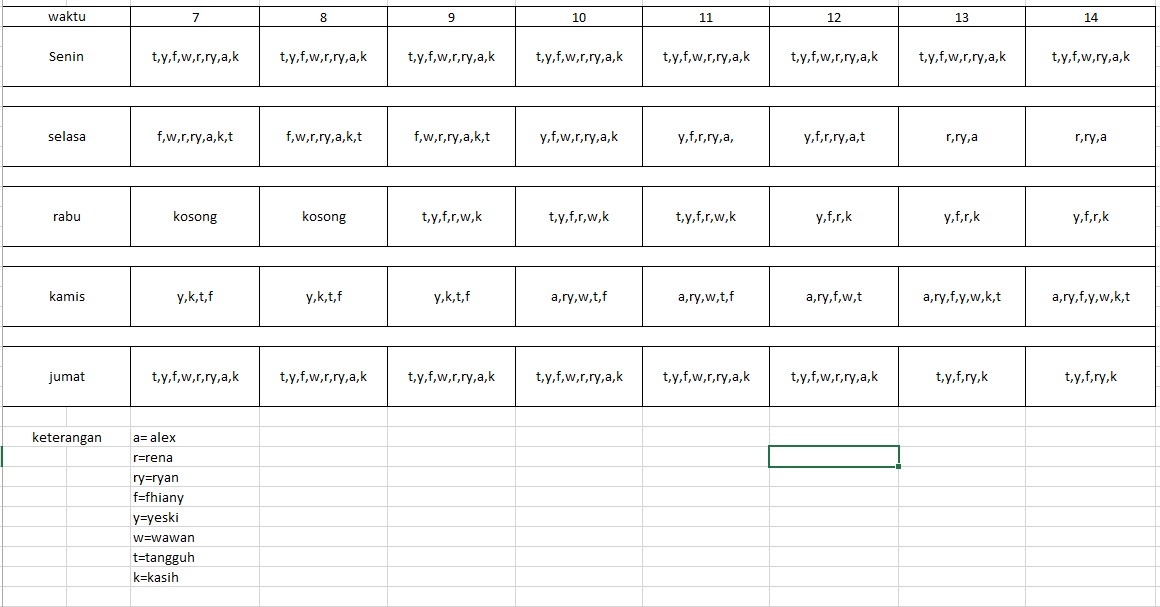 waktu 7 8 9 10 11 12 13 14
Senin t,y,f,w,r,ry,a,k t,y,f,w,r,ry,a,k t,y,f,w,r,ry,a,k t,y,f,w,r,ry,a,k t,y,f,w,r,ry,a,k t,y,f,w,r,ry,a,k t,y,f,w,r,ry,a,k t,y,f,w,ry,a,k
selasa f,w,r,ry,a,k,t f,w,r,ry,a,k,t f,w,r,ry,a,k,t y,f,w,r,ry,a,k y,f,r,ry,a, y,f,r,ry,a,t r,ry,a r,ry,a
rabu kosong kosong t,y,f,r,w,k t,y,f,r,w,k t,y,f,r,w,k y,f,r,k y,f,r,k y,f,r,k
kamis y,k,t,f y,k,t,f y,k,t,f a,ry,w,t,f a,ry,w,t,f a,ry,f,w,t a,ry,f,y,w,k,t a,ry,f,y,w,k,t
jumat t,y,f,w,r,ry,a,k t,y,f,w,r,ry,a,k t,y,f,w,r,ry,a,k t,y,f,w,r,ry,a,k t,y,f,w,r,ry,a,k t,y,f,w,r,ry,a,k t,y,f,ry,k t,y,f,ry,k
keterangan a= alex
r=rena
ry=ryan
f=fhiany
y=yeski
w=wawan
t=tangguh
k=kasih